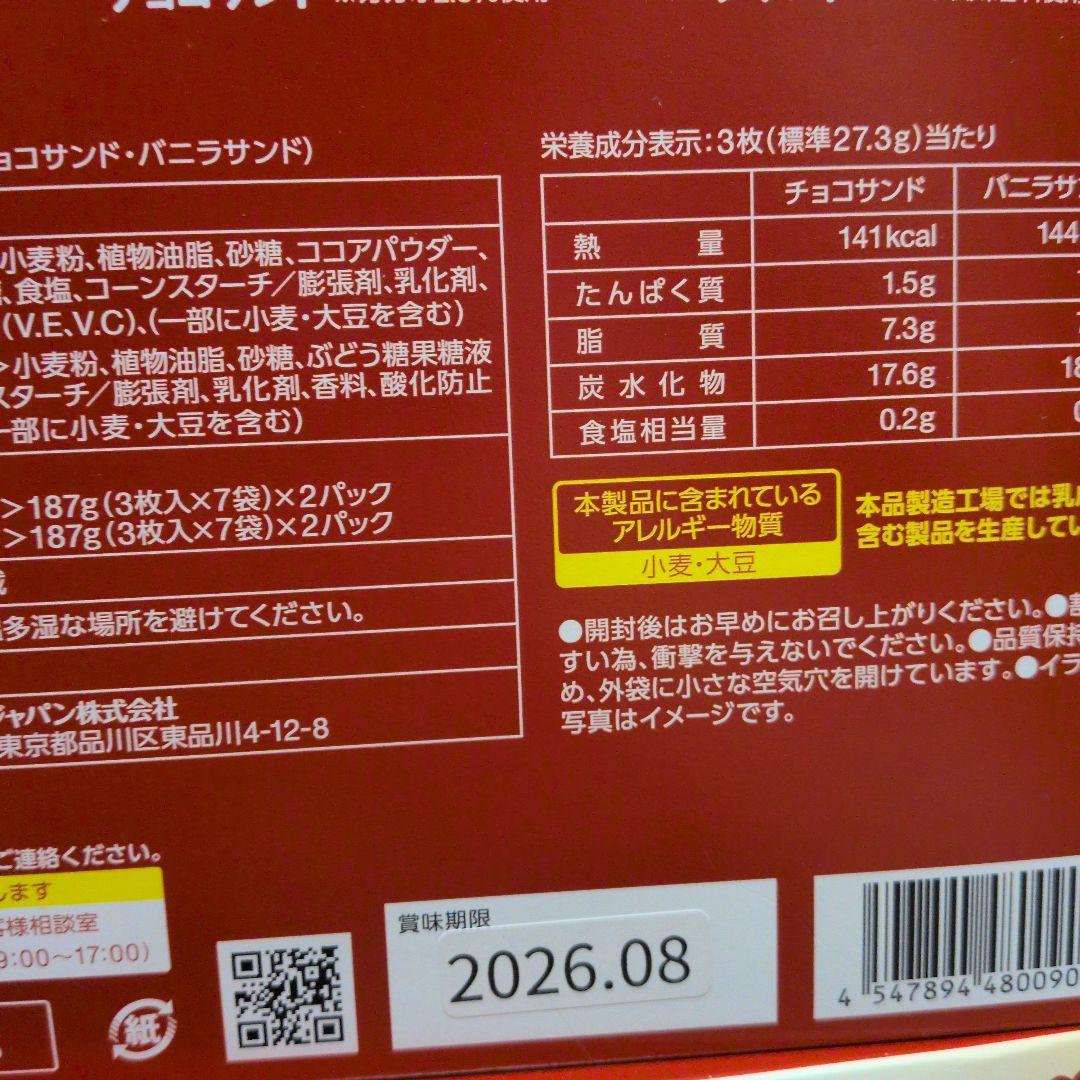 チョコサンド
ョコサンド・バニラサンド)
小麦粉、植物油脂、砂糖、ココアパウダー、
、食塩、コーンスターチ/膨張剤、乳化剤、
(V.E、V.C)、(一部に小麦・大豆を含む)
>小麦粉、植物油脂、砂糖、ぶどう糖果糖液
スターチ/膨張剤、乳化剤、香料、酸化防止
一部に小麦・大豆を含む)
>187g(3枚入×7袋)×2パック
>187g(3枚入×7袋)×2パック
多湿な場所を避けてください。
ジャパン株式会社
東京都品川区東品川4-12-8
栄養成分表示:3枚(標準27.3g)当たり
チョコサンド バニラサ
熱量 141kcal 144
たんぱく質 1.5g
脂質 7.3g
炭水化物 17.6g 18
食塩相当量 0.2g
本製品に含まれている
アレルギー物質
小麦・大豆
本品製造工場では乳
含む製品を生産してい
●開封後はお早めにお召し上がりください。●割
すい為、衝撃を与えないでください。●品質保持
め、外袋に小さな空気穴を開けています。●イラ
写真はイメージです。
ご連絡ください。
します
客様相談室
9:00～17:00)
紙
賞味期限
2026.08
4 547894 480090